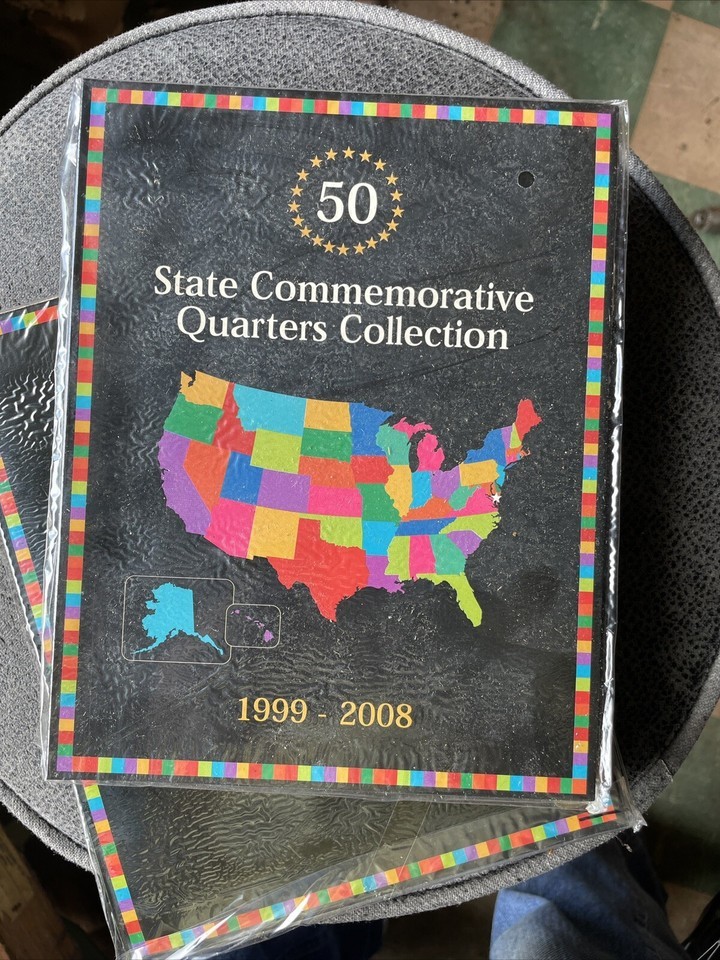 50
State Commemorative
Quarters Collection
1999 - 2008